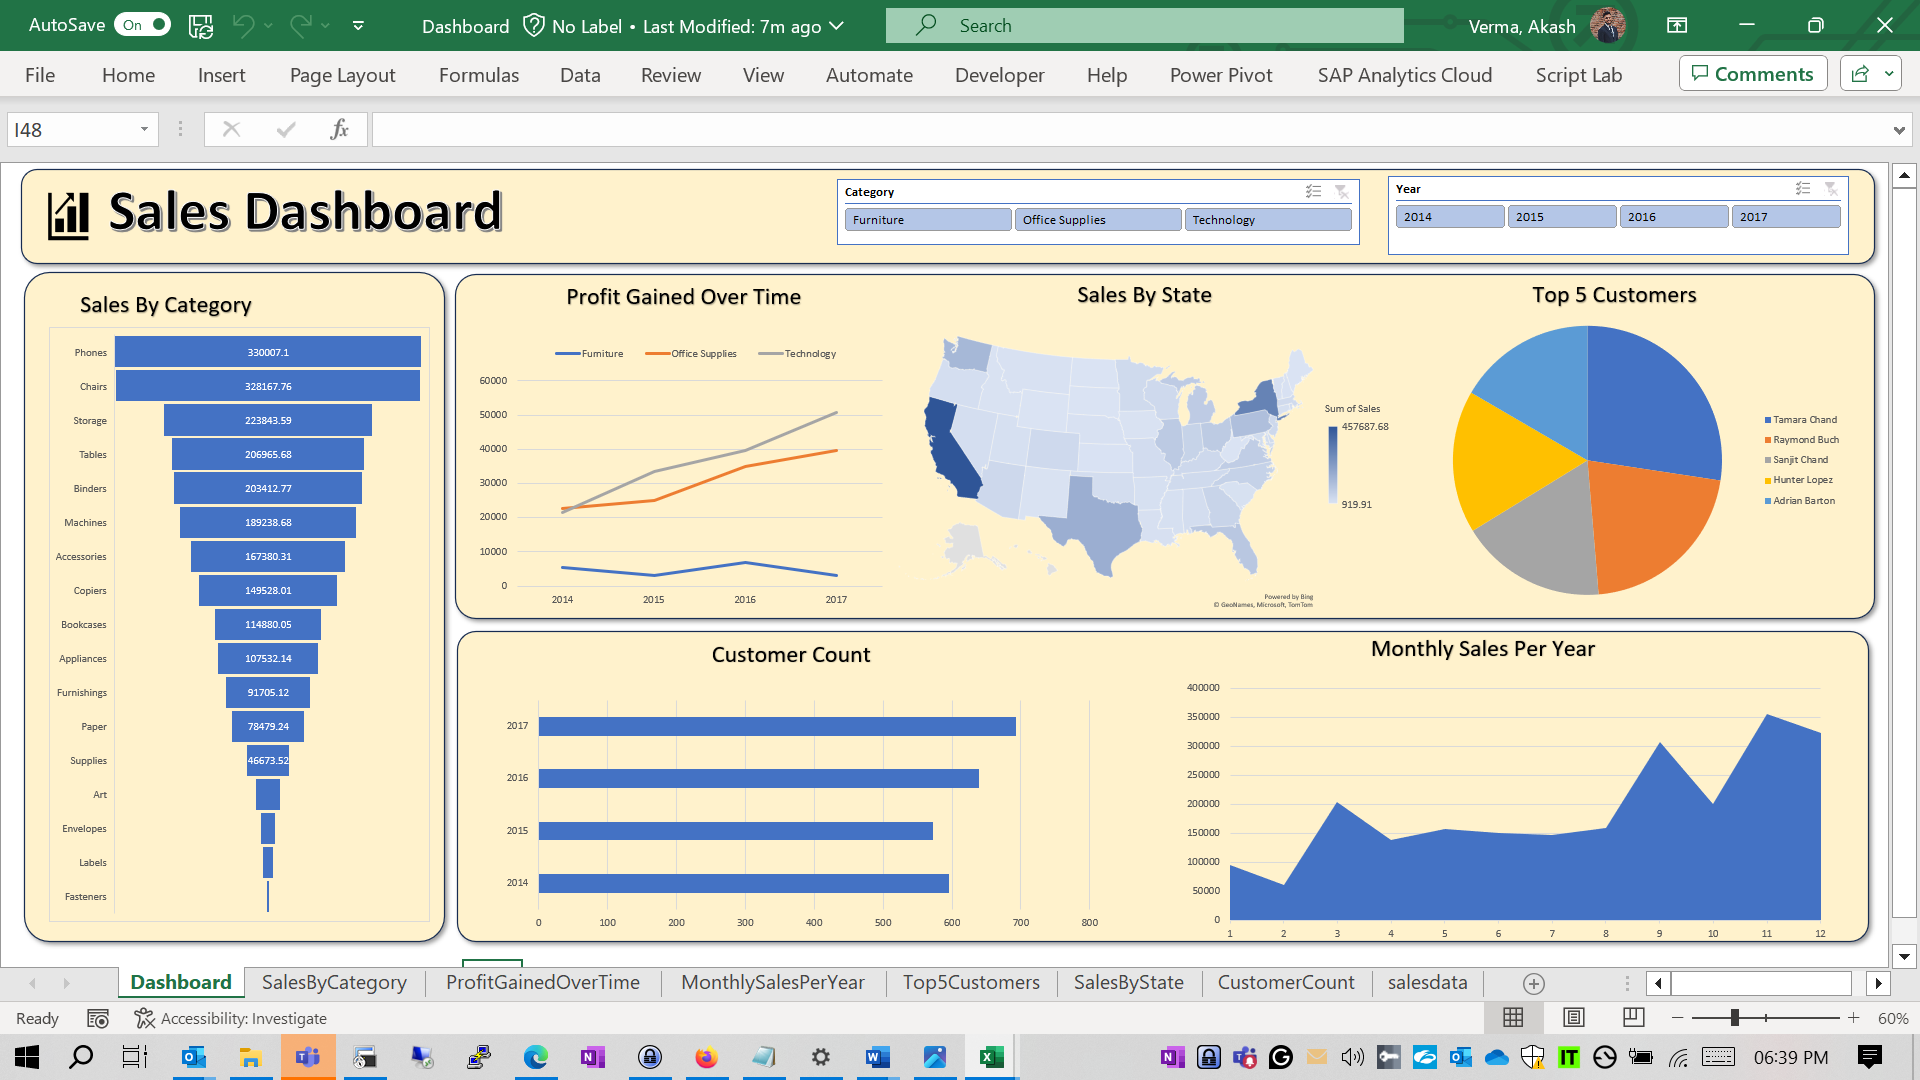 AutoSave On Dashboard No Label • Last Modified: 7m ago Search Verma, Akash
File Home Insert Page Layout Formulas Data Review View Automate Developer Help Power Pivot SAP Analytics Cloud Script Lab Comments
I48 fx
Sales Dashboard
Category
Furniture Office Supplies Technology
Year
2014 2015 2016 2017
Sales By Category
Phones 330007.1
Chairs 328167.76
Storage 223843.59
Tables 206965.68
Binders 203412.77
Machines 189238.68
Accessories 167380.31
Copiers 149528.01
Bookcases 114880.05
Appliances 107532.14
Furnishings 91705.12
Paper 78479.24
Supplies 46673.52
Art
Envelopes
Labels
Fasteners
Profit Gained Over Time
Furniture Office Supplies Technology
60000
50000
40000
30000
20000
10000
0
2014 2015 2016 2017
Sales By State
Sum of Sales
457687.68
919.91
Powered by Bing
© GeoNames, Microsoft, TomTom
Top 5 Customers
Tamara Chand
Raymond Buch
Sanjit Chand
Hunter Lopez
Adrian Barton
Customer Count
2017
2016
2015
2014
0 100 200 300 400 500 600 700 800
Monthly Sales Per Year
400000
350000
300000
250000
200000
150000
100000
50000
0
1 2 3 4 5 6 7 8 9 10 11 12
Dashboard SalesByCategory ProfitGainedOverTime MonthlySalesPerYear Top5Customers SalesByState CustomerCount salesdata
Ready Accessibility: Investigate 60%
IT 06:39 PM